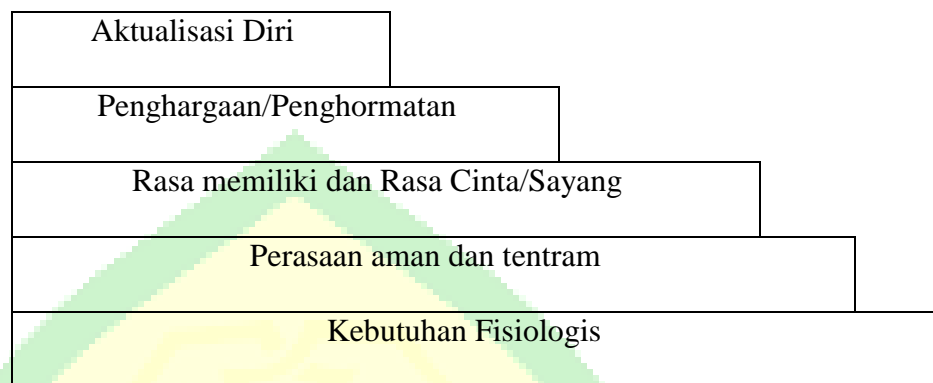 Aktualisasi Diri
Penghargaan/Penghormatan
Rasa memiliki dan Rasa Cinta/Sayang
Perasaan aman dan tentram
Kebutuhan Fisiologis